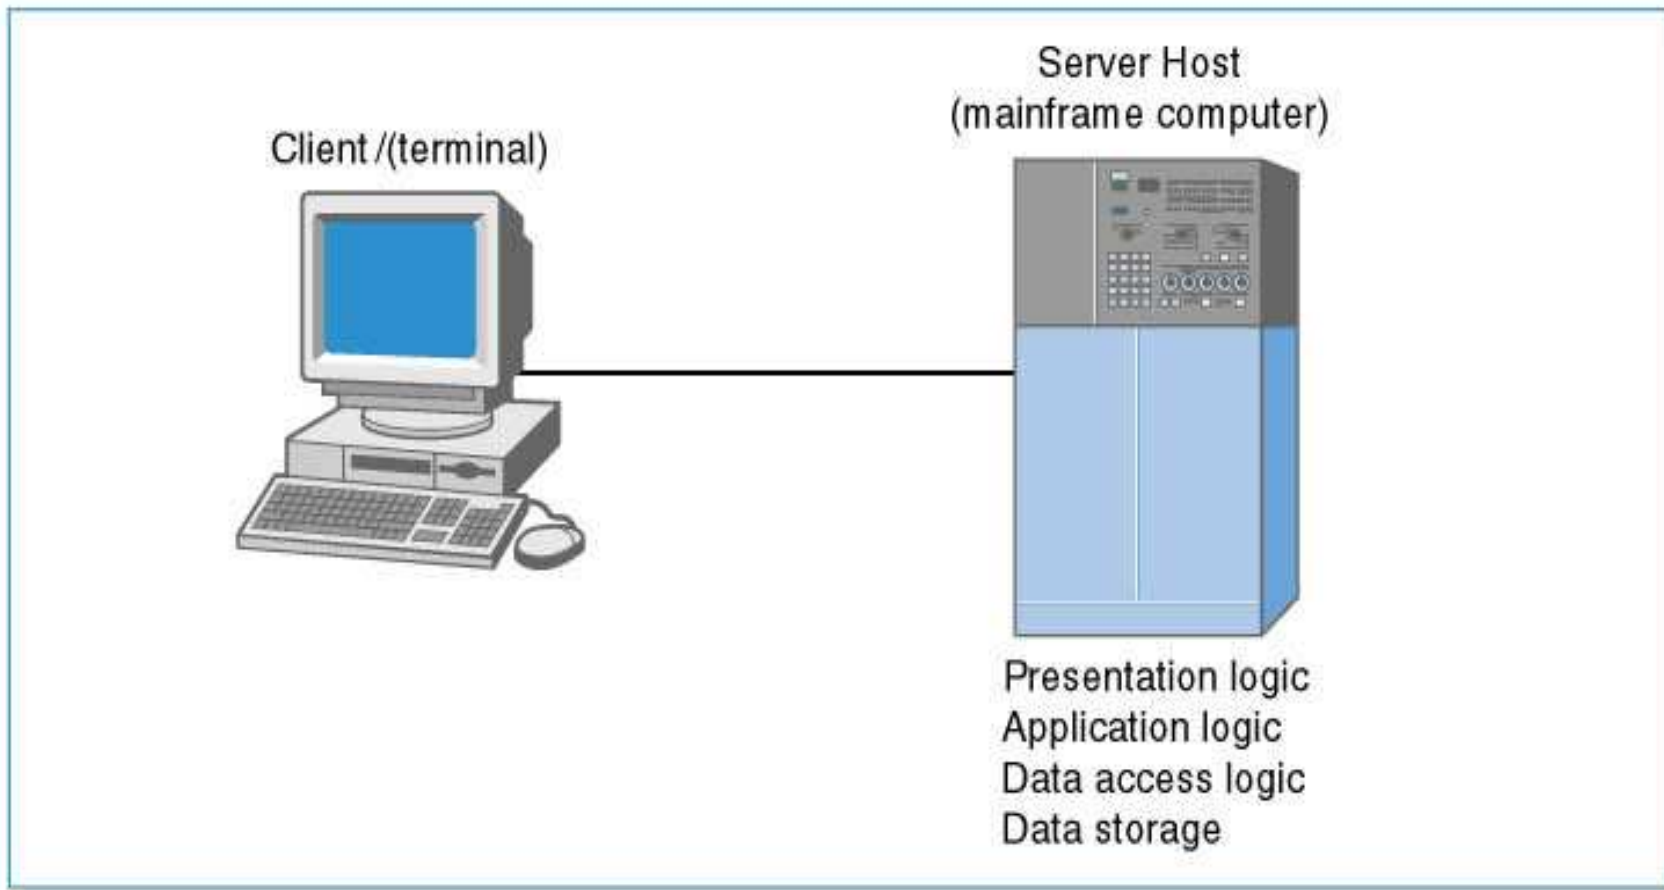 Client /(terminal)
Server Host
(mainframe computer)
Presentation logic
Application logic
Data access logic
Data storage